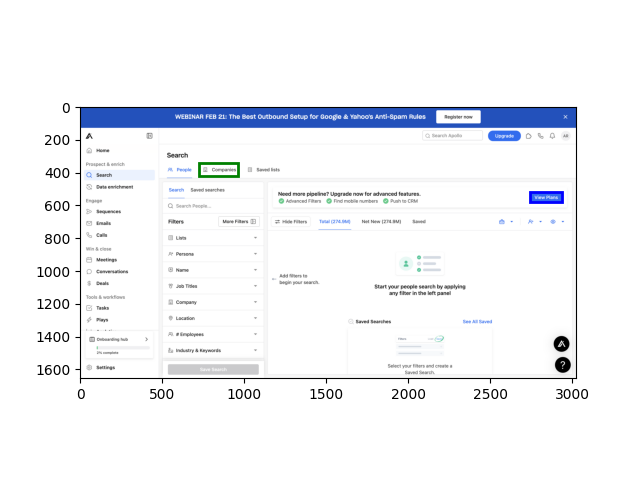 WEBINAR FEB 21: The Best Outbound Setup for Google & Yahoo's Anti-Spam Rules
Register now
Search Apollo
Upgrade
AR
Home
Prospect & enrich
Search
Data enrichment
Engage
Sequences
Emails
Calls
Win & close
Meetings
Conversations
Deals
Tools & workflows
Tasks
Plays
Onboarding hub
2% complete
Settings
Search
People
Companies
Saved lists
Search
Saved searches
Search People...
Filters
More Filters
Lists
Persona
Name
Job Titles
Company
Location
# Employees
Industry & Keywords
Save Search
Need more pipeline? Upgrade now for advanced features.
Advanced Filters
Find mobile numbers
Push to CRM
View Plans
Hide Filters
Total (274.9M)
Net New (274.9M)
Saved
Add filters to
begin your search.
Start your people search by applying
any filter in the left panel
Saved Searches
See All Saved
Filters
Select your filters and create a
Saved Search.
?
0
200
400
600
800
1000
1200
1400
1600
0
500
1000
1500
2000
2500
3000